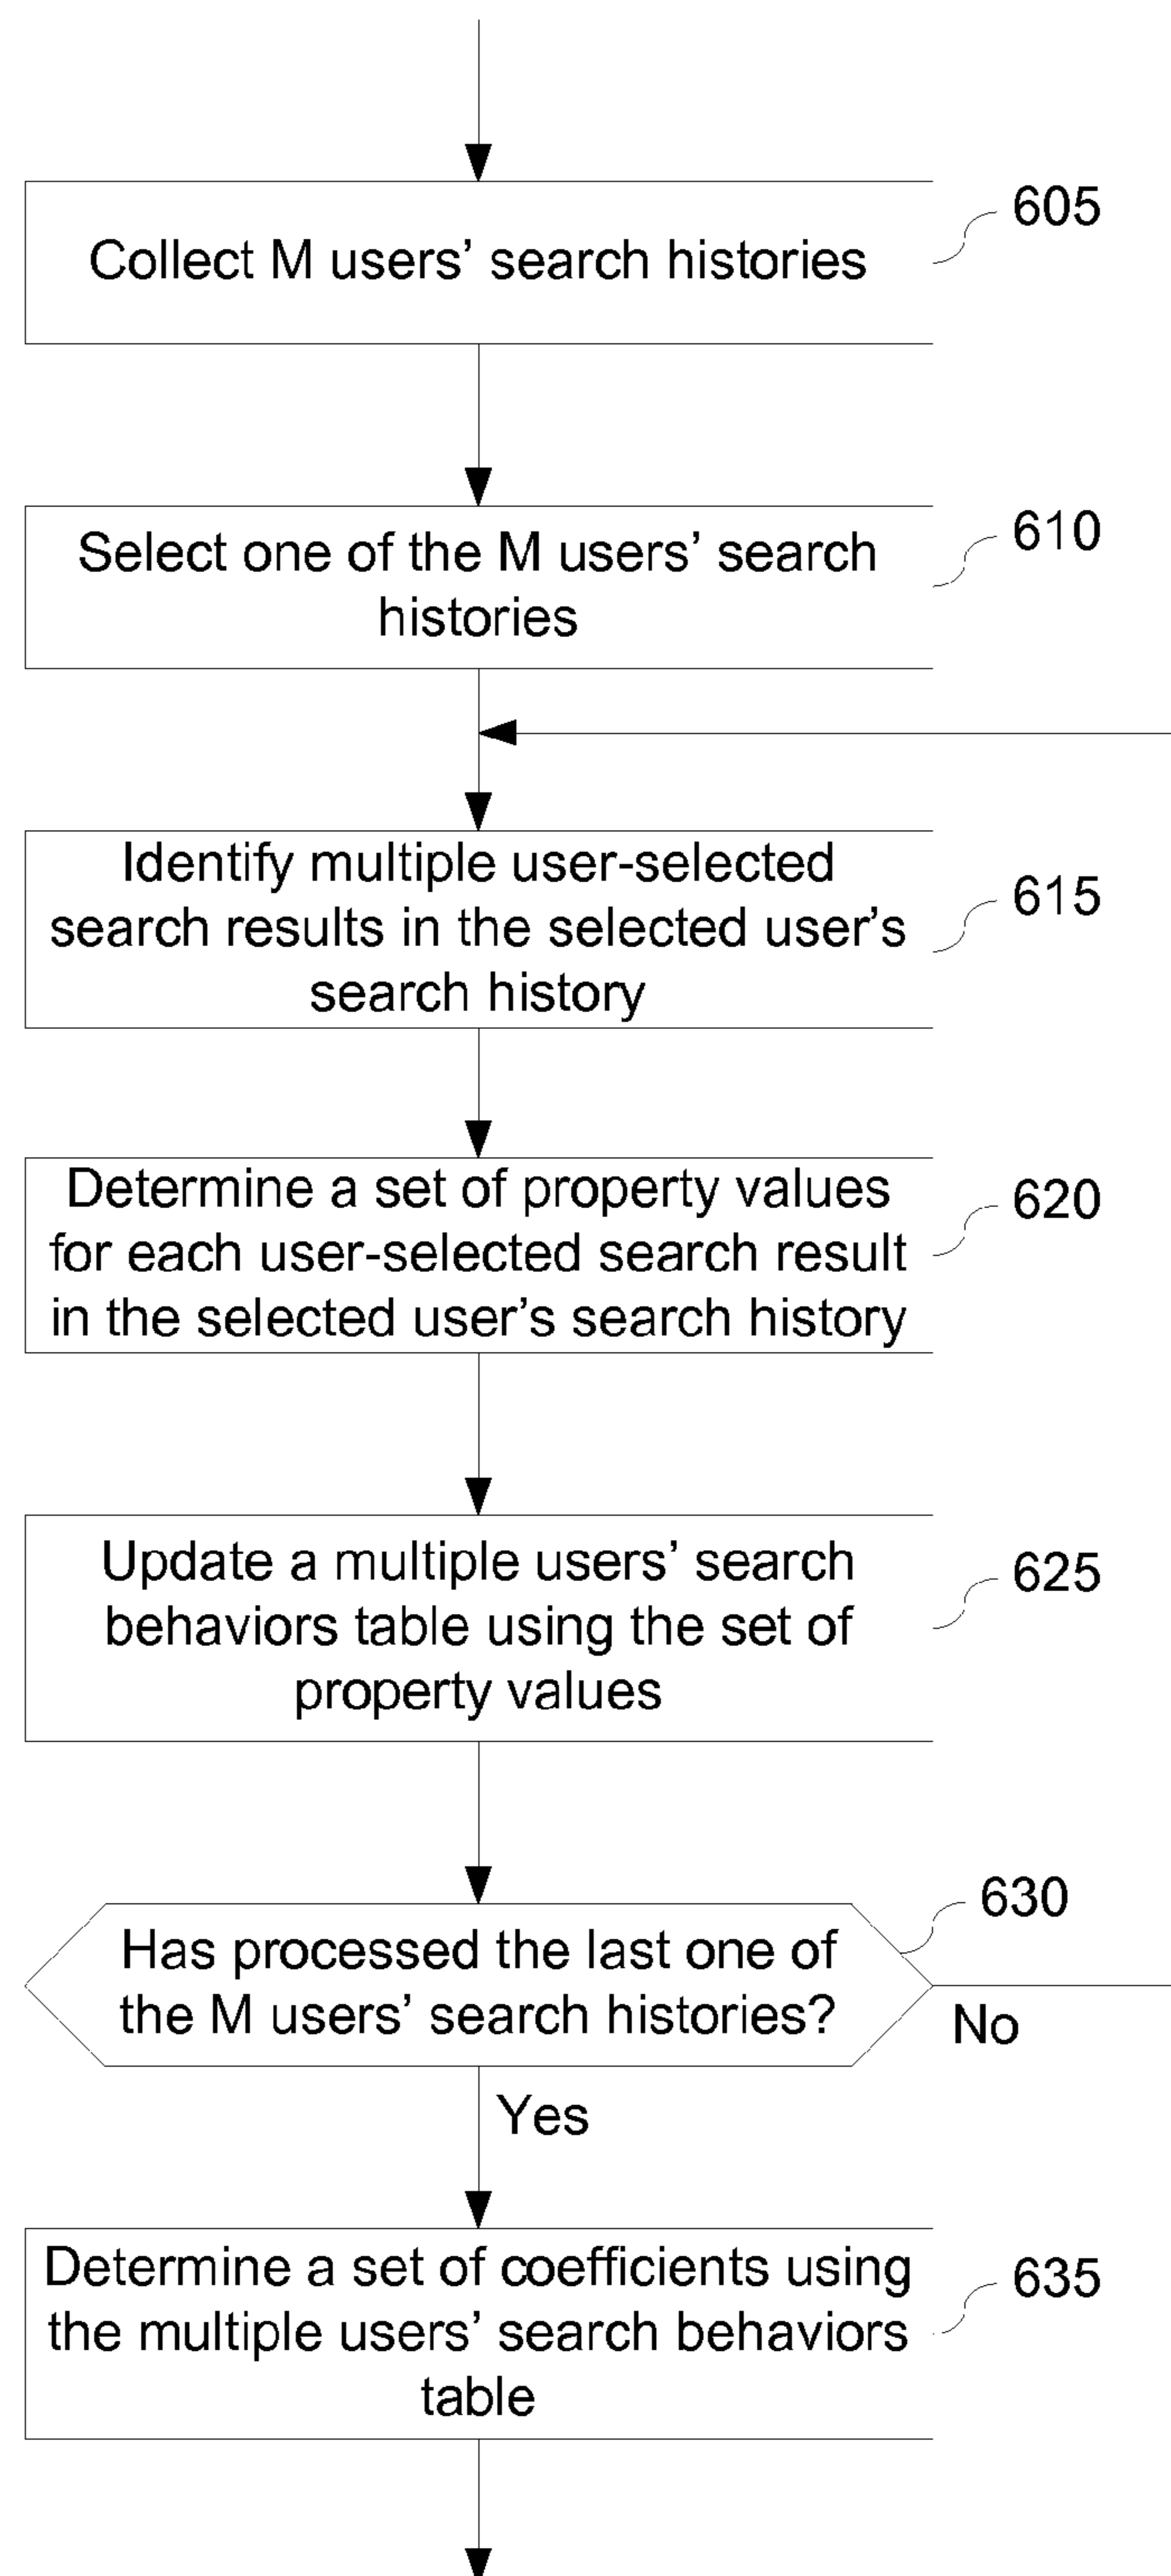 605
Collect M users’ search histories
610
Select one of the M users’ search
histories
615
Identify multiple user-selected
search results in the selected user’s
search history
620
Determine a set of property values
for each user-selected search result
in the selected user’s search history
625
Update a multiple users’ search
behaviors table using the set of
property values
630
Has processed the last one of
the M users’ search histories?
No
Yes
635
Determine a set of coefficients using
the multiple users’ search behaviors
table